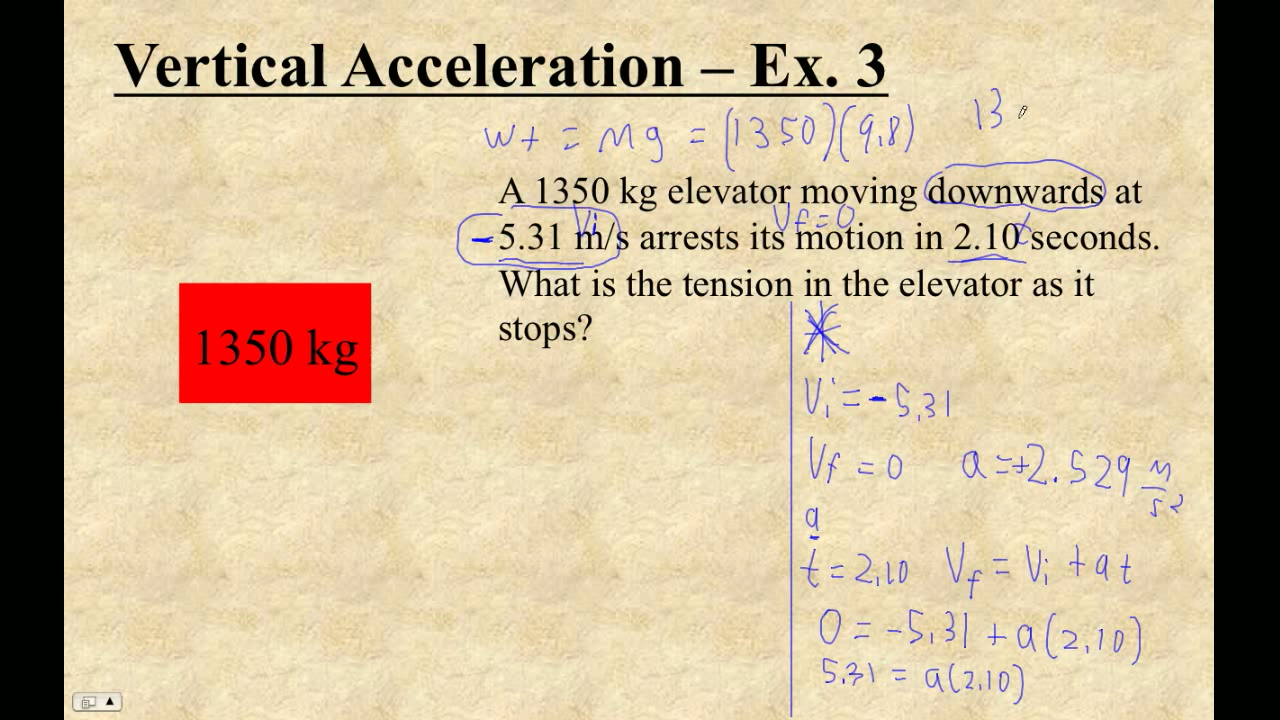 Vertical Acceleration – Ex. 3
wt = mg = (1350)(9.8) 13
A 1350 kg elevator moving downwards at
Vi Vf = 0 t
- 5.31 m/s arrests its motion in 2.10 seconds.
What is the tension in the elevator as it
stops?
1350 kg
Vi = - 5.31
Vf = 0 a = +2.529 m/s2
a
t = 2.10 Vf = Vi + at
0 = -5.31 + a(2.10)
5.31 = a(2.10)